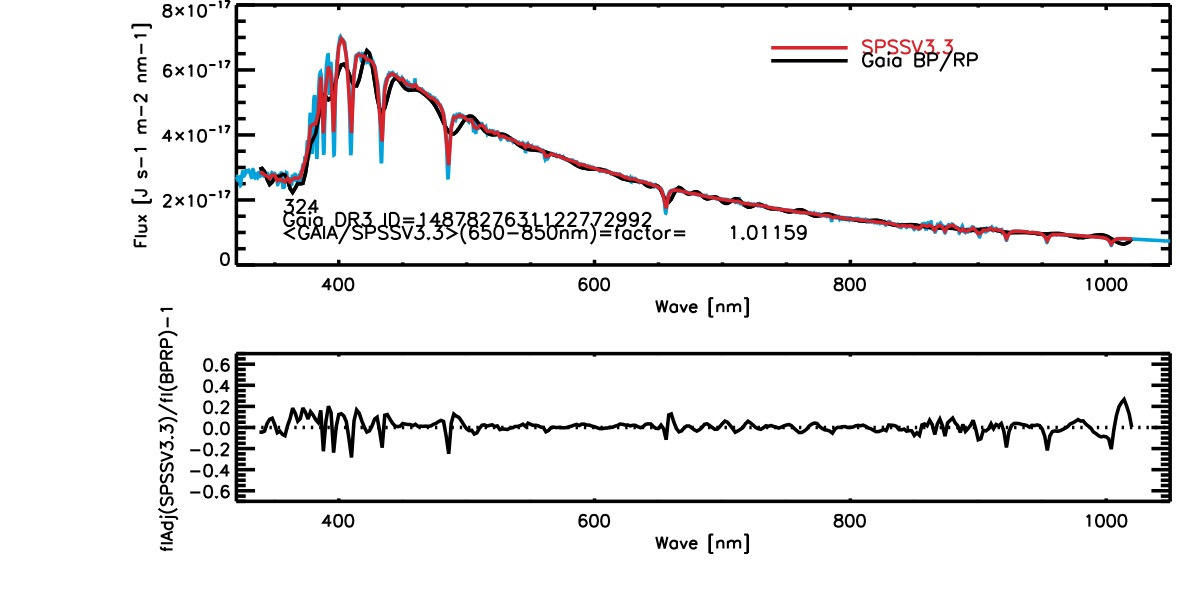 8×10-17
6×10-17
4×10-17
2×10-17
0
Flux [J s-1 m-2 nm-1]
SPSSV3.3
Gaia BP/RP
324
Gaia DR3 ID=1487827631122772992
<GAIA/SPSSV3.3>(650-850nm)=factor= 1.01159
400 600 800 1000
Wave [nm]
flAdj(SPSSV3.3)/fl(BPRP)-1
0.6
0.4
0.2
0.0
-0.2
-0.4
-0.6
400 600 800 1000
Wave [nm]